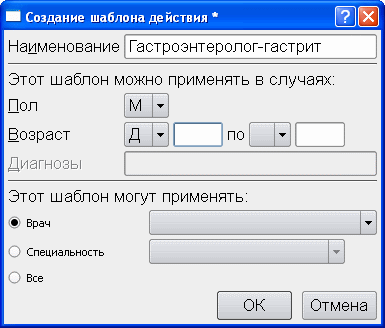 Создание шаблона действия *
Наименование Гастроэнтеролог-гастрит
Этот шаблон можно применять в случаях:
Пол М
Возраст Д по
Диагнозы
Этот шаблон могут применять:
Врач
Специальность
Все
ОК Отмена